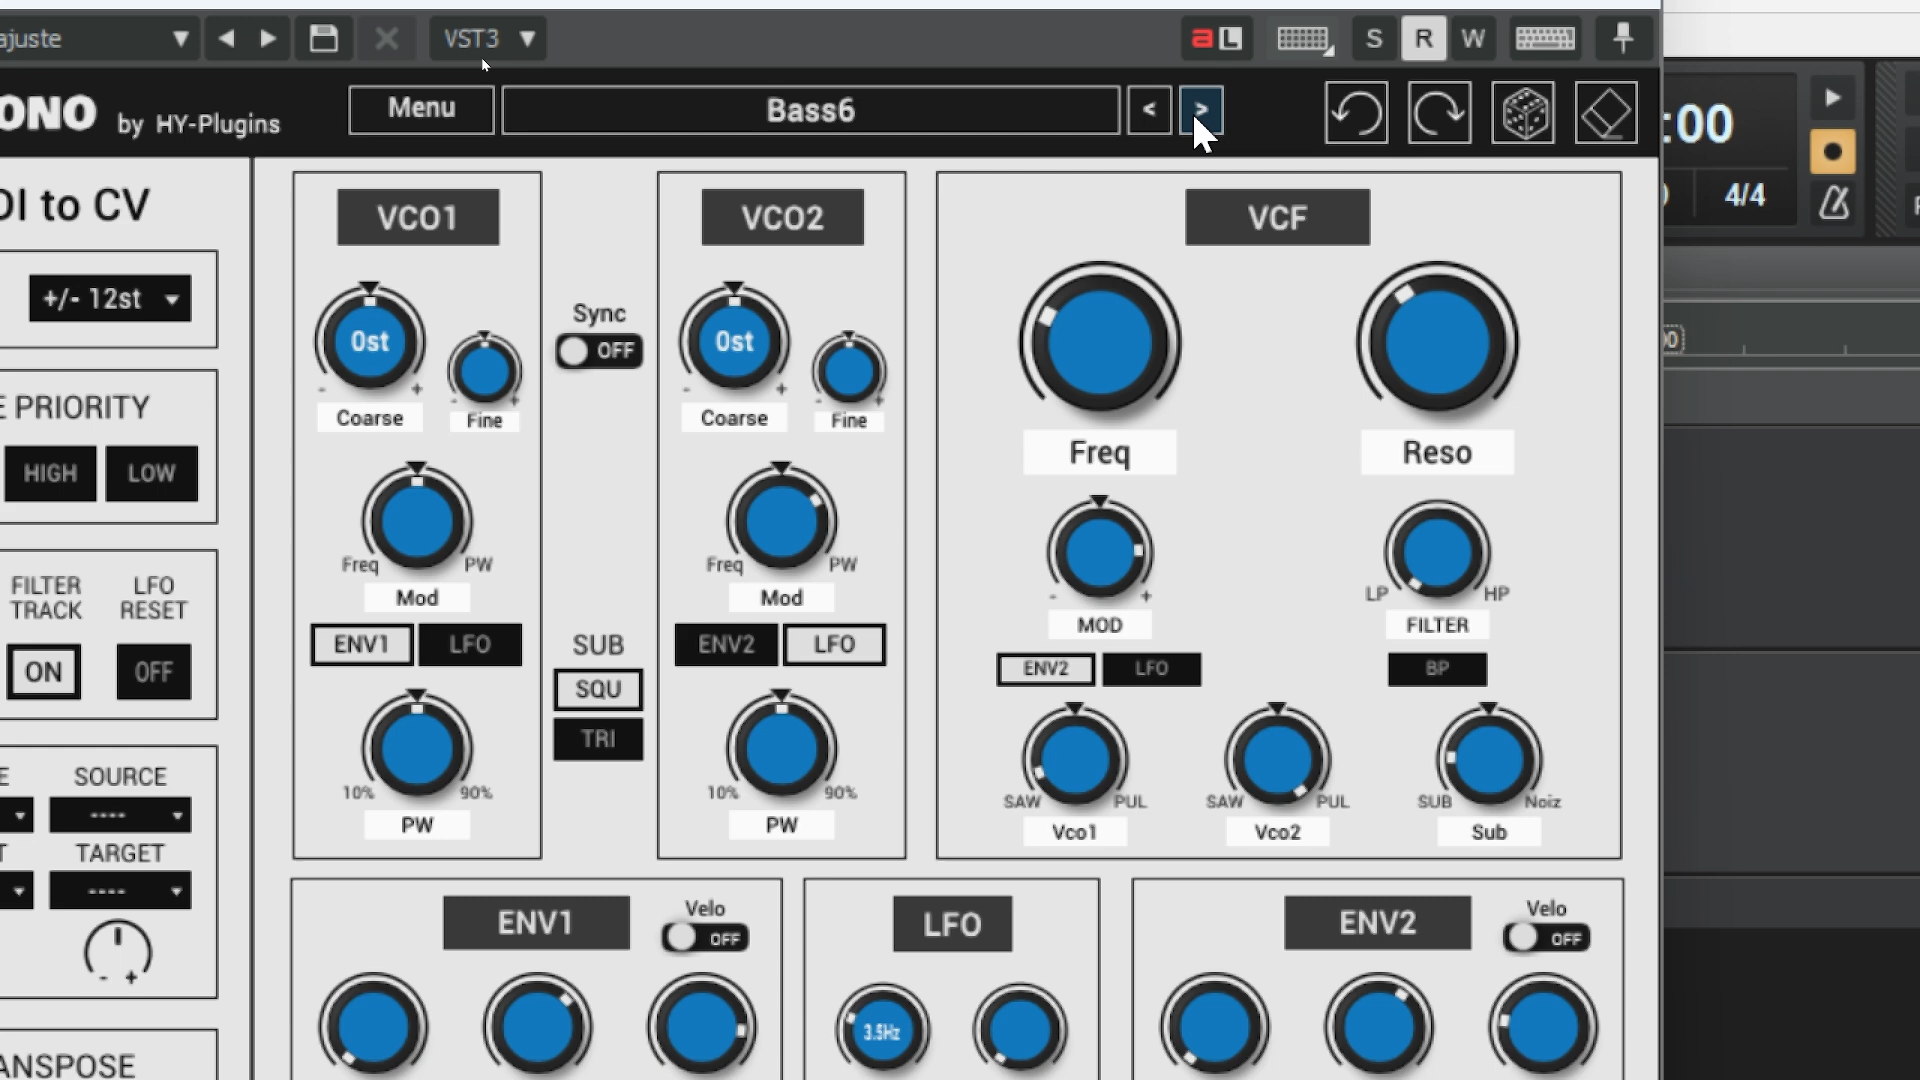 ajuste
VST3
a L
S R W
ONO by HY-Plugins
Menu
Bass6
< >
:00
4/4
DI to CV
+/- 12st
E PRIORITY
HIGH LOW
FILTER TRACK
LFO RESET
ON OFF
SOURCE
----
TARGET
----
- +
ANSPOSE
VCO1
0st
- +
Coarse
- +
Fine
Freq PW
Mod
ENV1 LFO
10% 90%
PW
Sync
OFF
SUB
SQU
TRI
VCO2
0st
- +
Coarse
- +
Fine
Freq PW
Mod
ENV2 LFO
10% 90%
PW
VCF
Freq Reso
- +
MOD
LP HP
FILTER
ENV2 LFO
BP
SAW PUL
Vco1
SAW PUL
Vco2
SUB Noiz
Sub
ENV1
Velo
OFF
LFO
3.5Hz
ENV2
Velo
OFF